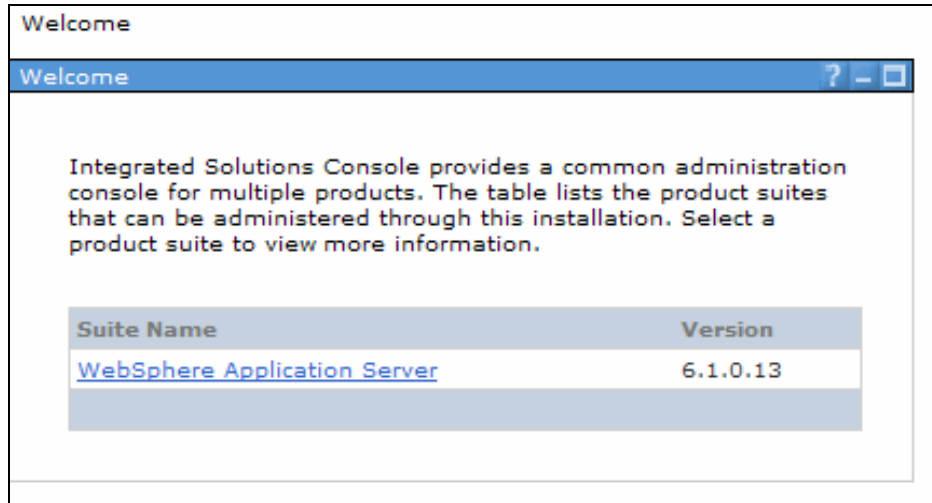 Welcome
Welcome ?
Integrated Solutions Console provides a common administration
console for multiple products. The table lists the product suites
that can be administered through this installation. Select a
product suite to view more information.
Suite Name Version
WebSphere Application Server 6.1.0.13